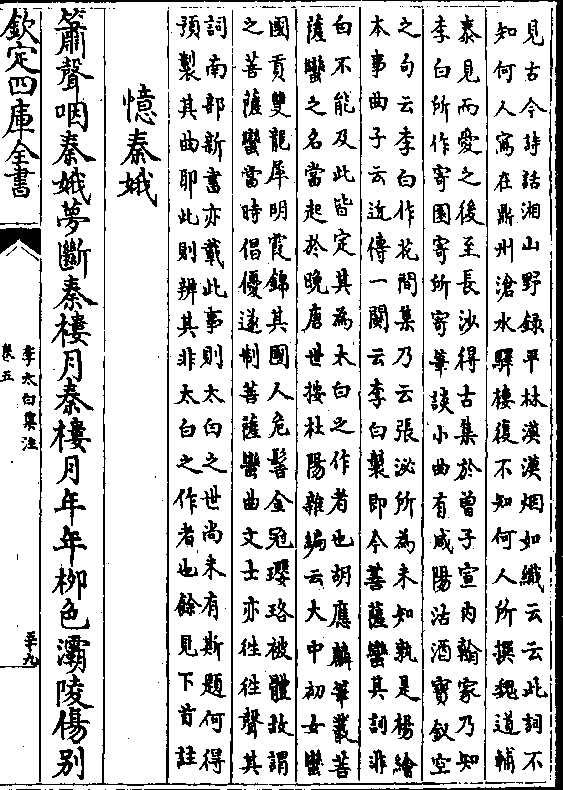 見古今詩話湘山野錄平林漠漠烟如織云云此詞不
知何人寫在鼎州滄水驛樓復不知何人所撰魏道輔
泰見而愛之後至長沙得古集於曾子宣内翰家乃知
李白所作寄園寄所寄筆談小曲有咸陽沽酒寳釵空
之句云李白作花間集乃云張泌所為未知孰是楊繪
本事曲子云近傳一闋云李白製即今菩薩蠻其詞非
白不能及此皆定其為太白之作者也胡應麟筆叢菩
薩蠻之名當起於晚唐世按杜陽雜編云大中初女蠻
國貢雙龍犀明霞錦其國人危髻金冠瓔珞被體故謂
之菩薩蠻當時倡優遂制菩薩蠻曲文士亦徃徃聲其
詞南部新書亦載此事則太白之世尚未有斯題何得
預製其曲耶此則辨其非太白之作者也餘見下首註
憶秦娥
簫聲咽秦娥夢斷秦樓月秦樓月年年栁色灞陵傷别
欽定四庫全書
李太白集注
卷五